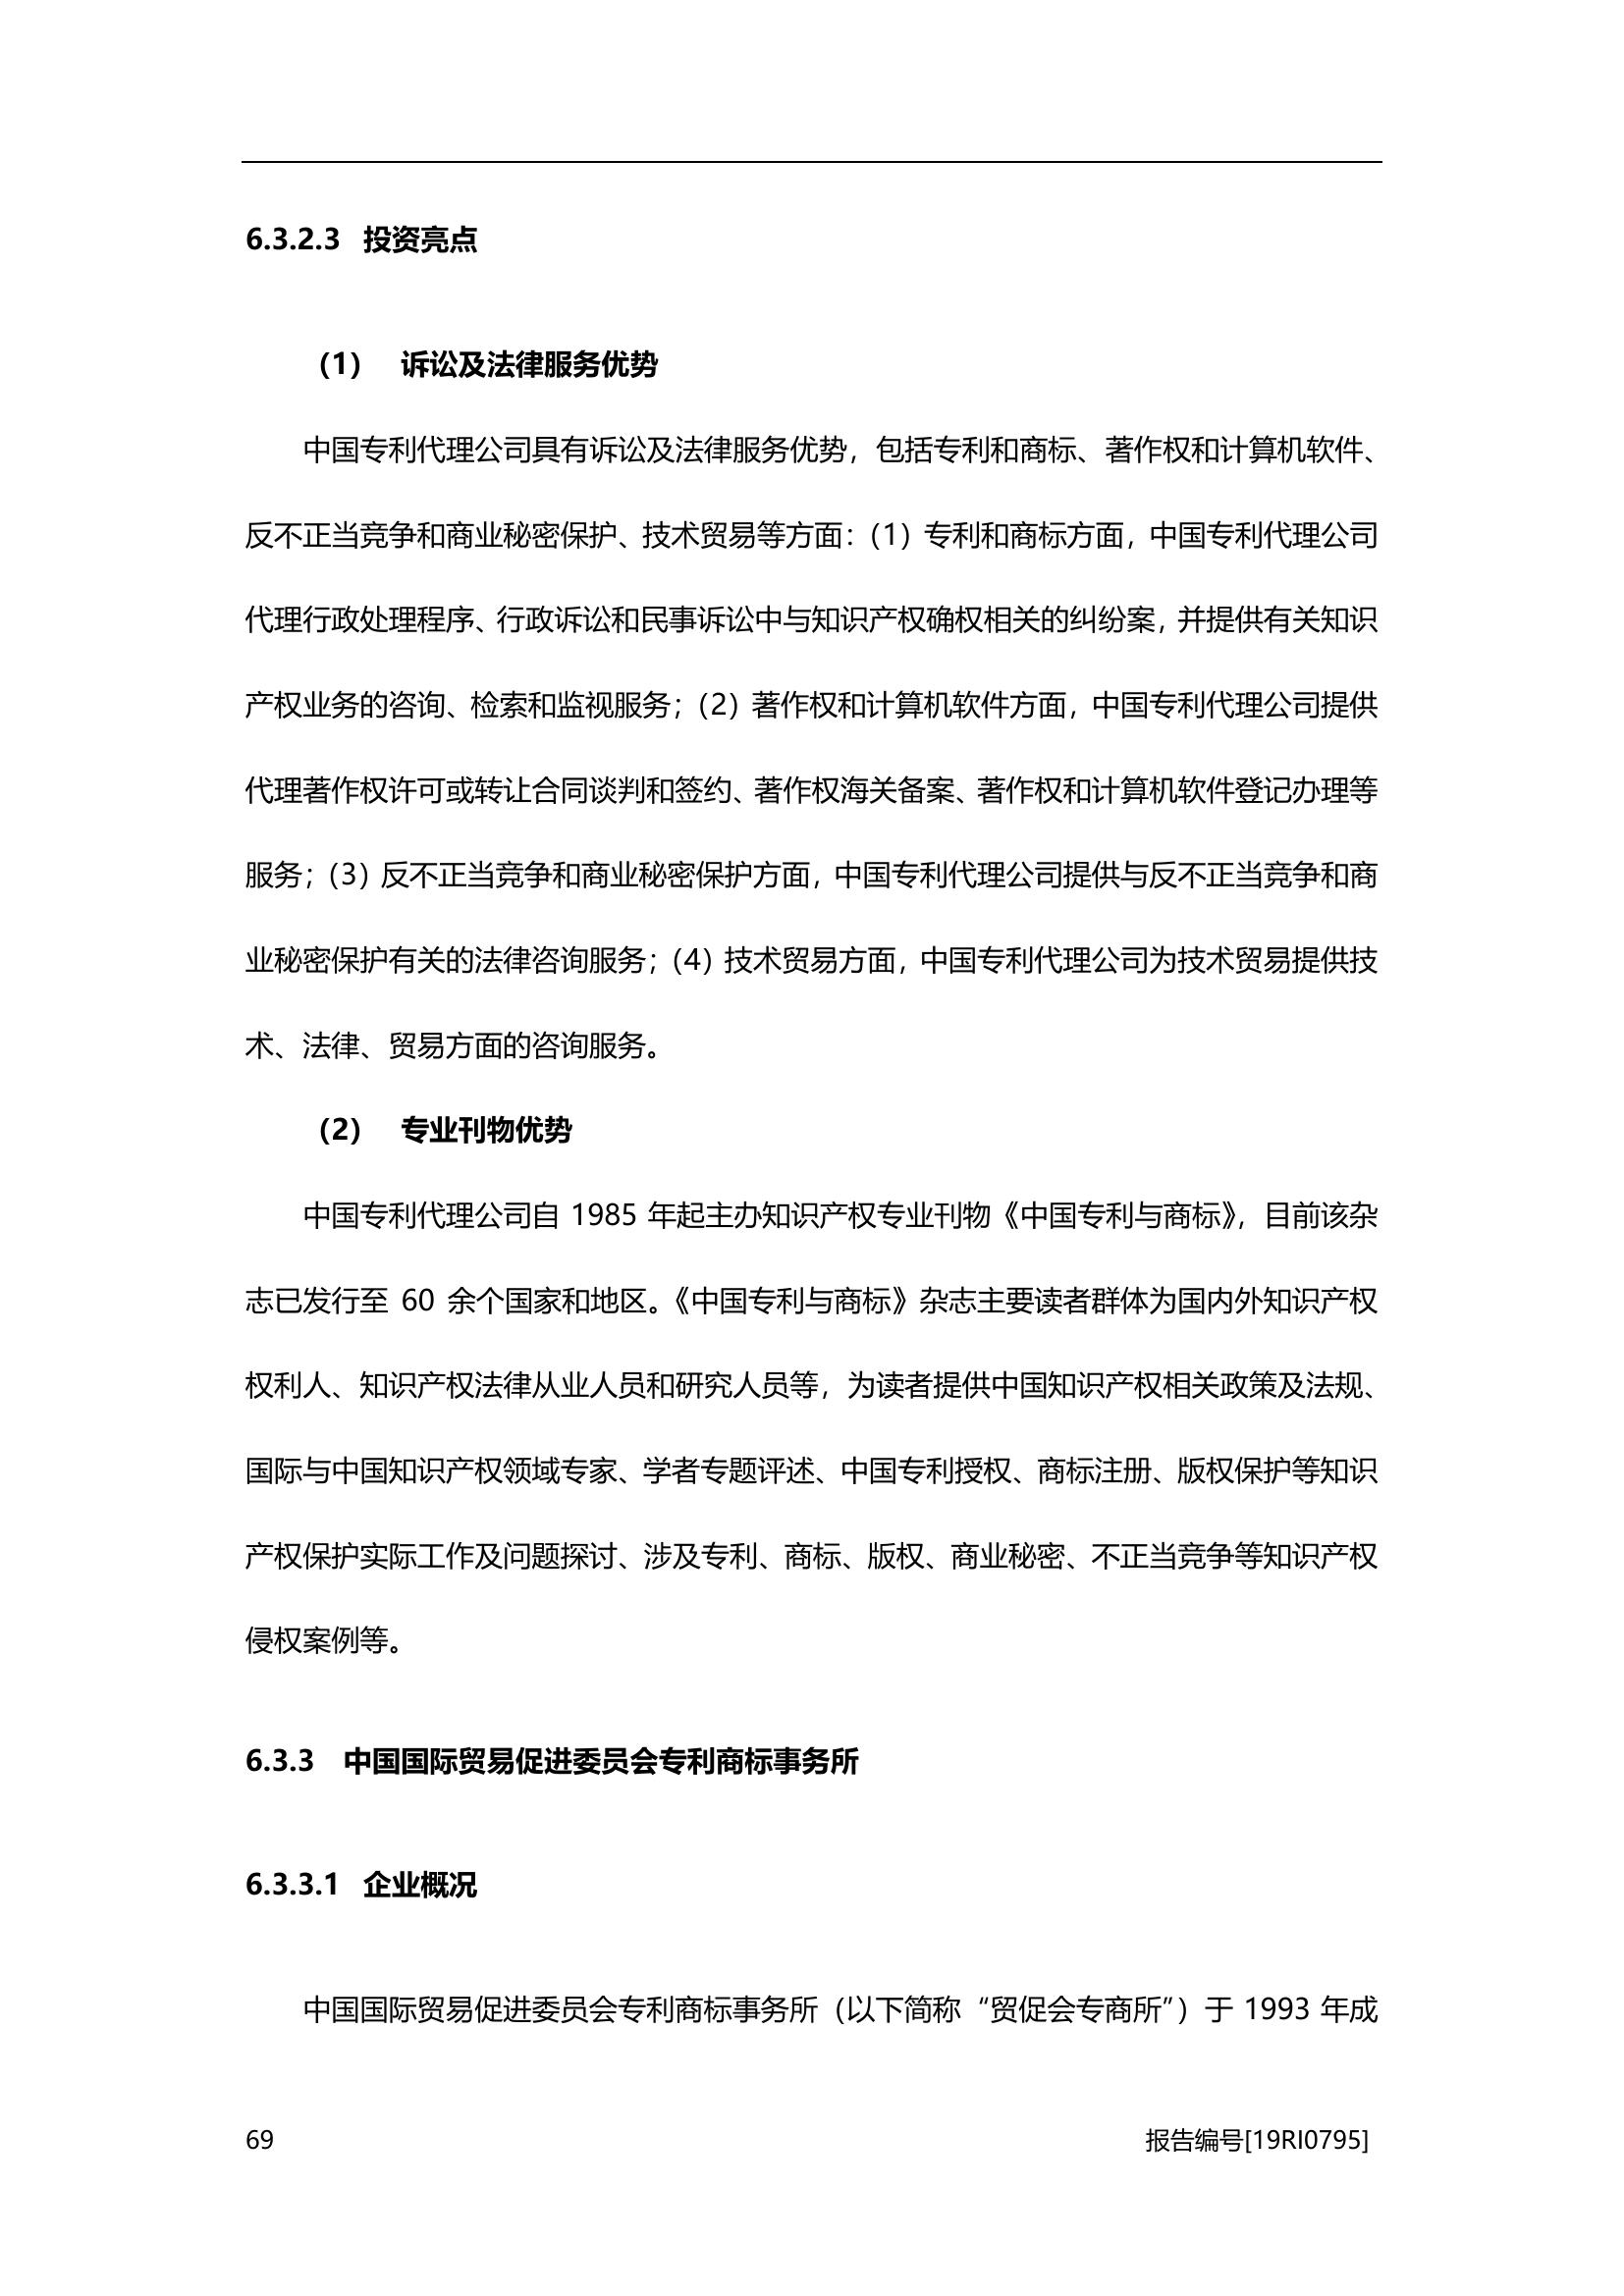 6.3.2.3 投资亮点
（1） 诉讼及法律服务优势
中国专利代理公司具有诉讼及法律服务优势，包括专利和商标、著作权和计算机软件、
反不正当竞争和商业秘密保护、技术贸易等方面：（1）专利和商标方面，中国专利代理公司
代理行政处理程序、行政诉讼和民事诉讼中与知识产权确权相关的纠纷案，并提供有关知识
产权业务的咨询、检索和监视服务；（2）著作权和计算机软件方面，中国专利代理公司提供
代理著作权许可或转让合同谈判和签约、著作权海关备案、著作权和计算机软件登记办理等
服务；（3）反不正当竞争和商业秘密保护方面，中国专利代理公司提供与反不正当竞争和商
业秘密保护有关的法律咨询服务；（4）技术贸易方面，中国专利代理公司为技术贸易提供技
术、法律、贸易方面的咨询服务。
（2） 专业刊物优势
中国专利代理公司自 1985 年起主办知识产权专业刊物《中国专利与商标》，目前该杂
志已发行至 60 余个国家和地区。《中国专利与商标》杂志主要读者群体为国内外知识产权
权利人、知识产权法律从业人员和研究人员等，为读者提供中国知识产权相关政策及法规、
国际与中国知识产权领域专家、学者专题评述、中国专利授权、商标注册、版权保护等知识
产权保护实际工作及问题探讨、涉及专利、商标、版权、商业秘密、不正当竞争等知识产权
侵权案例等。
6.3.3 中国国际贸易促进委员会专利商标事务所
6.3.3.1 企业概况
中国国际贸易促进委员会专利商标事务所（以下简称“贸促会专商所”）于 1993 年成
69 报告编号[19RI0795]